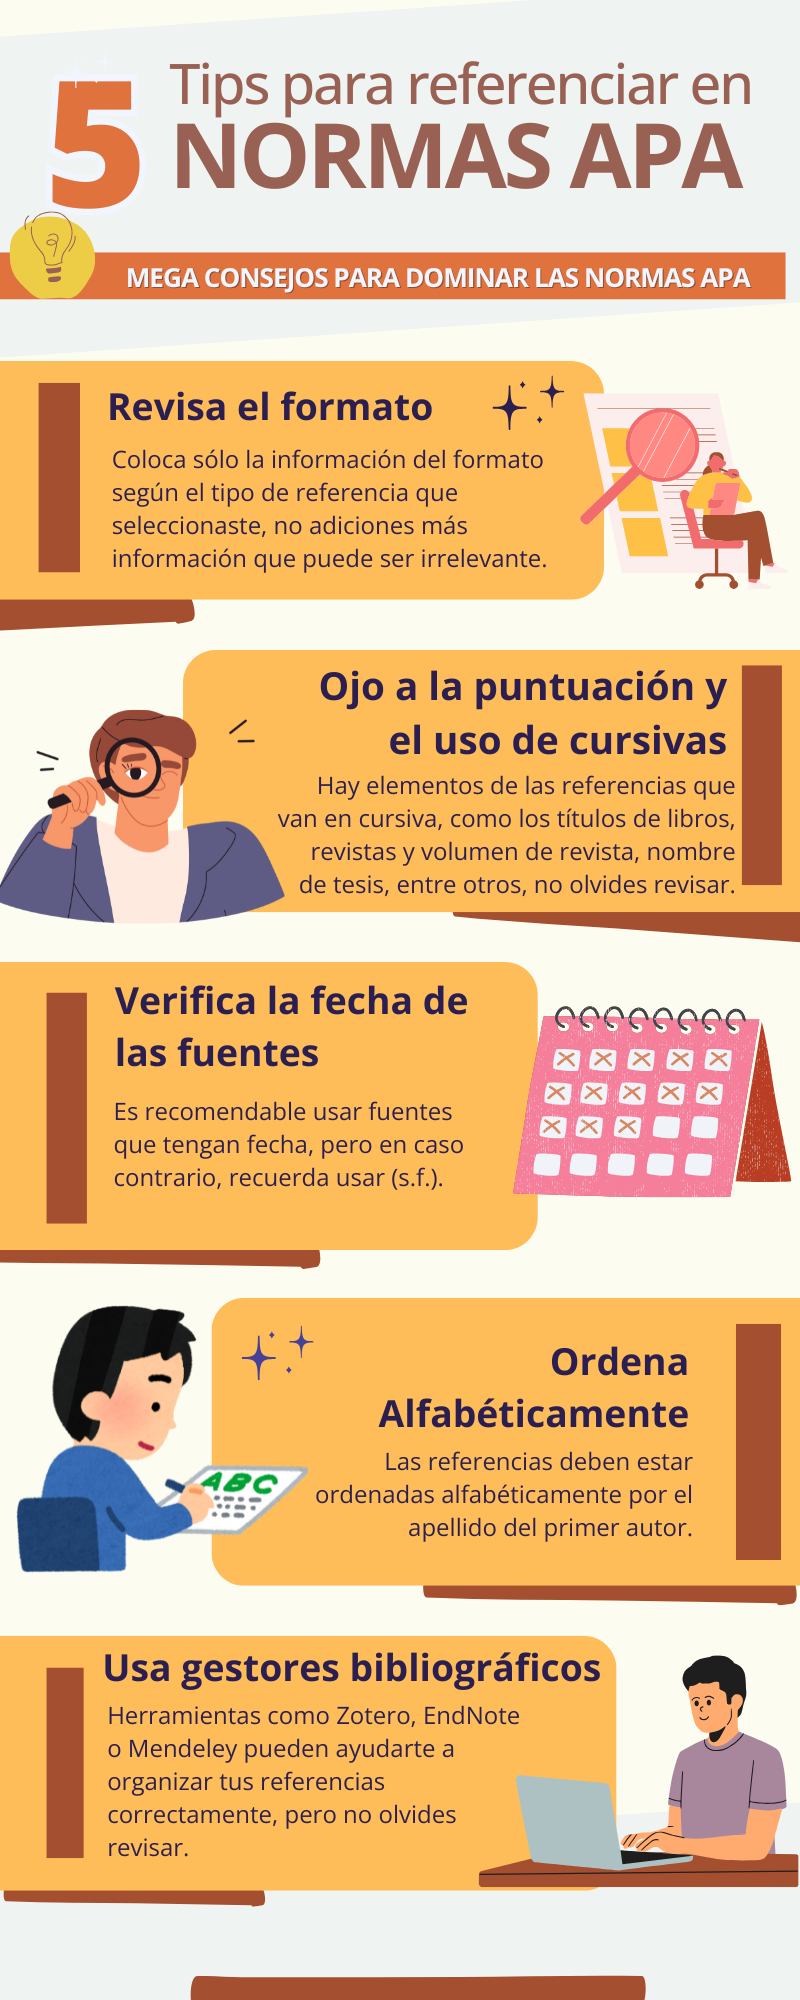 5
Tips para referenciar en
NORMAS APA
MEGA CONSEJOS PARA DOMINAR LAS NORMAS APA
Revisa el formato
Coloca sólo la información del formato
según el tipo de referencia que
seleccionaste, no adiciones más
información que puede ser irrelevante.
Ojo a la puntuación y
el uso de cursivas
Hay elementos de las referencias que
van en cursiva, como los títulos de libros,
revistas y volumen de revista, nombre
de tesis, entre otros, no olvides revisar.
Verifica la fecha de
las fuentes
Es recomendable usar fuentes
que tengan fecha, pero en caso
contrario, recuerda usar (s.f.).
Ordena
Alfabéticamente
ABC
Las referencias deben estar
ordenadas alfabéticamente por el
apellido del primer autor.
Usa gestores bibliográficos
Herramientas como Zotero, EndNote
o Mendeley pueden ayudarte a
organizar tus referencias
correctamente, pero no olvides
revisar.